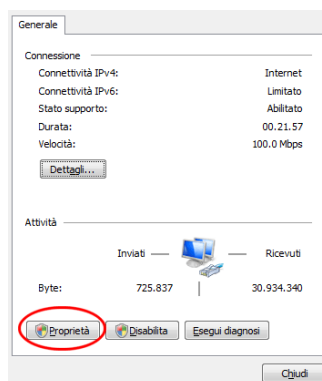 Generale
Connessione
Connettività IPv4: Internet
Connettività IPv6: Limitato
Stato supporto: Abilitato
Durata: 00.21.57
Velocità: 100.0 Mbps
Dettagli...
Attività
Inviati — — Ricevuti
Byte: 725.837 | 30.934.340
Proprietà Disabilita Esegui diagnosi
Chiudi